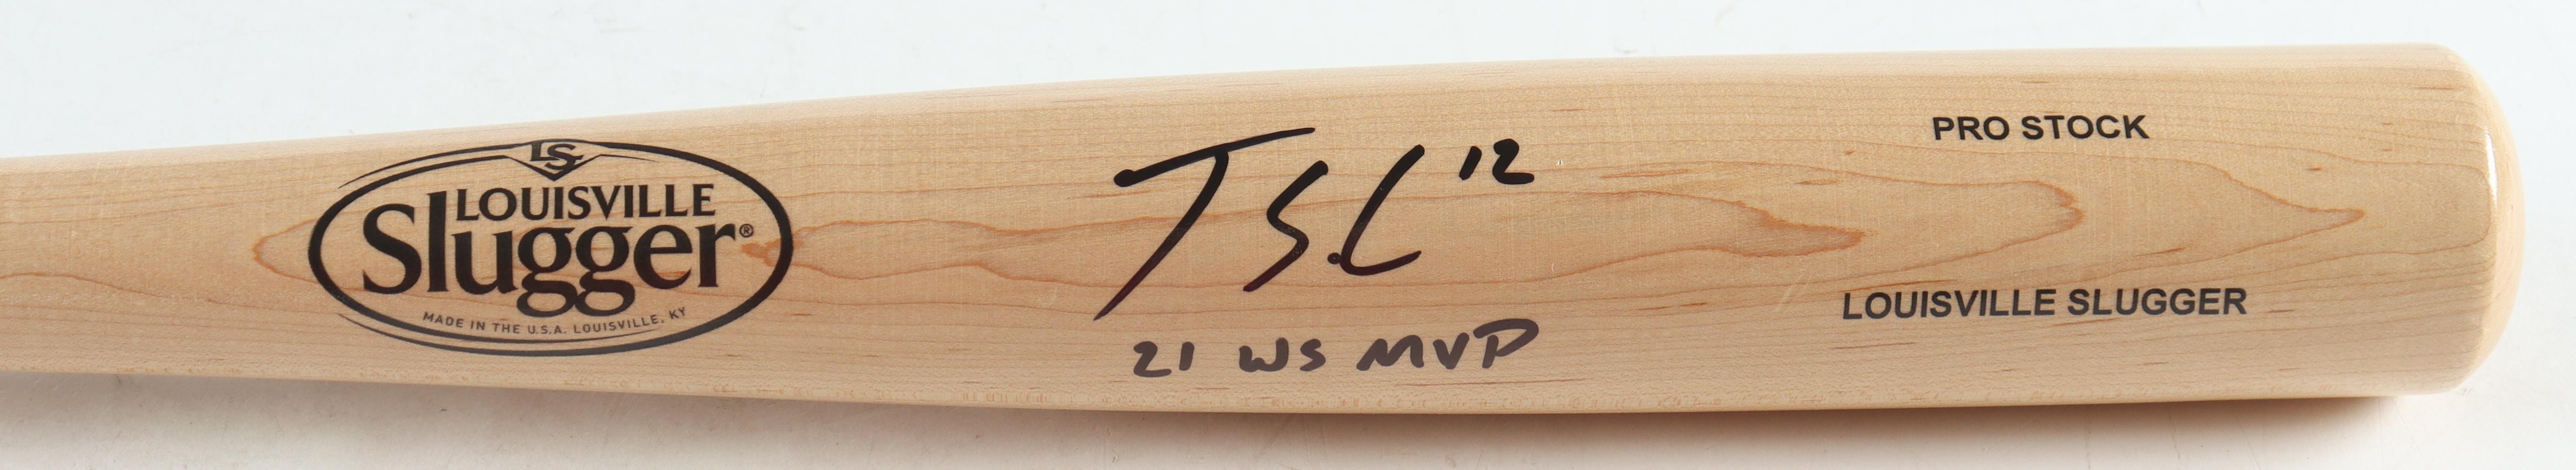 LS
LOUISVILLE
Slugger®
MADE IN THE U.S.A. LOUISVILLE, KY
J S.C 12
21 WS MVP
PRO STOCK
LOUISVILLE SLUGGER